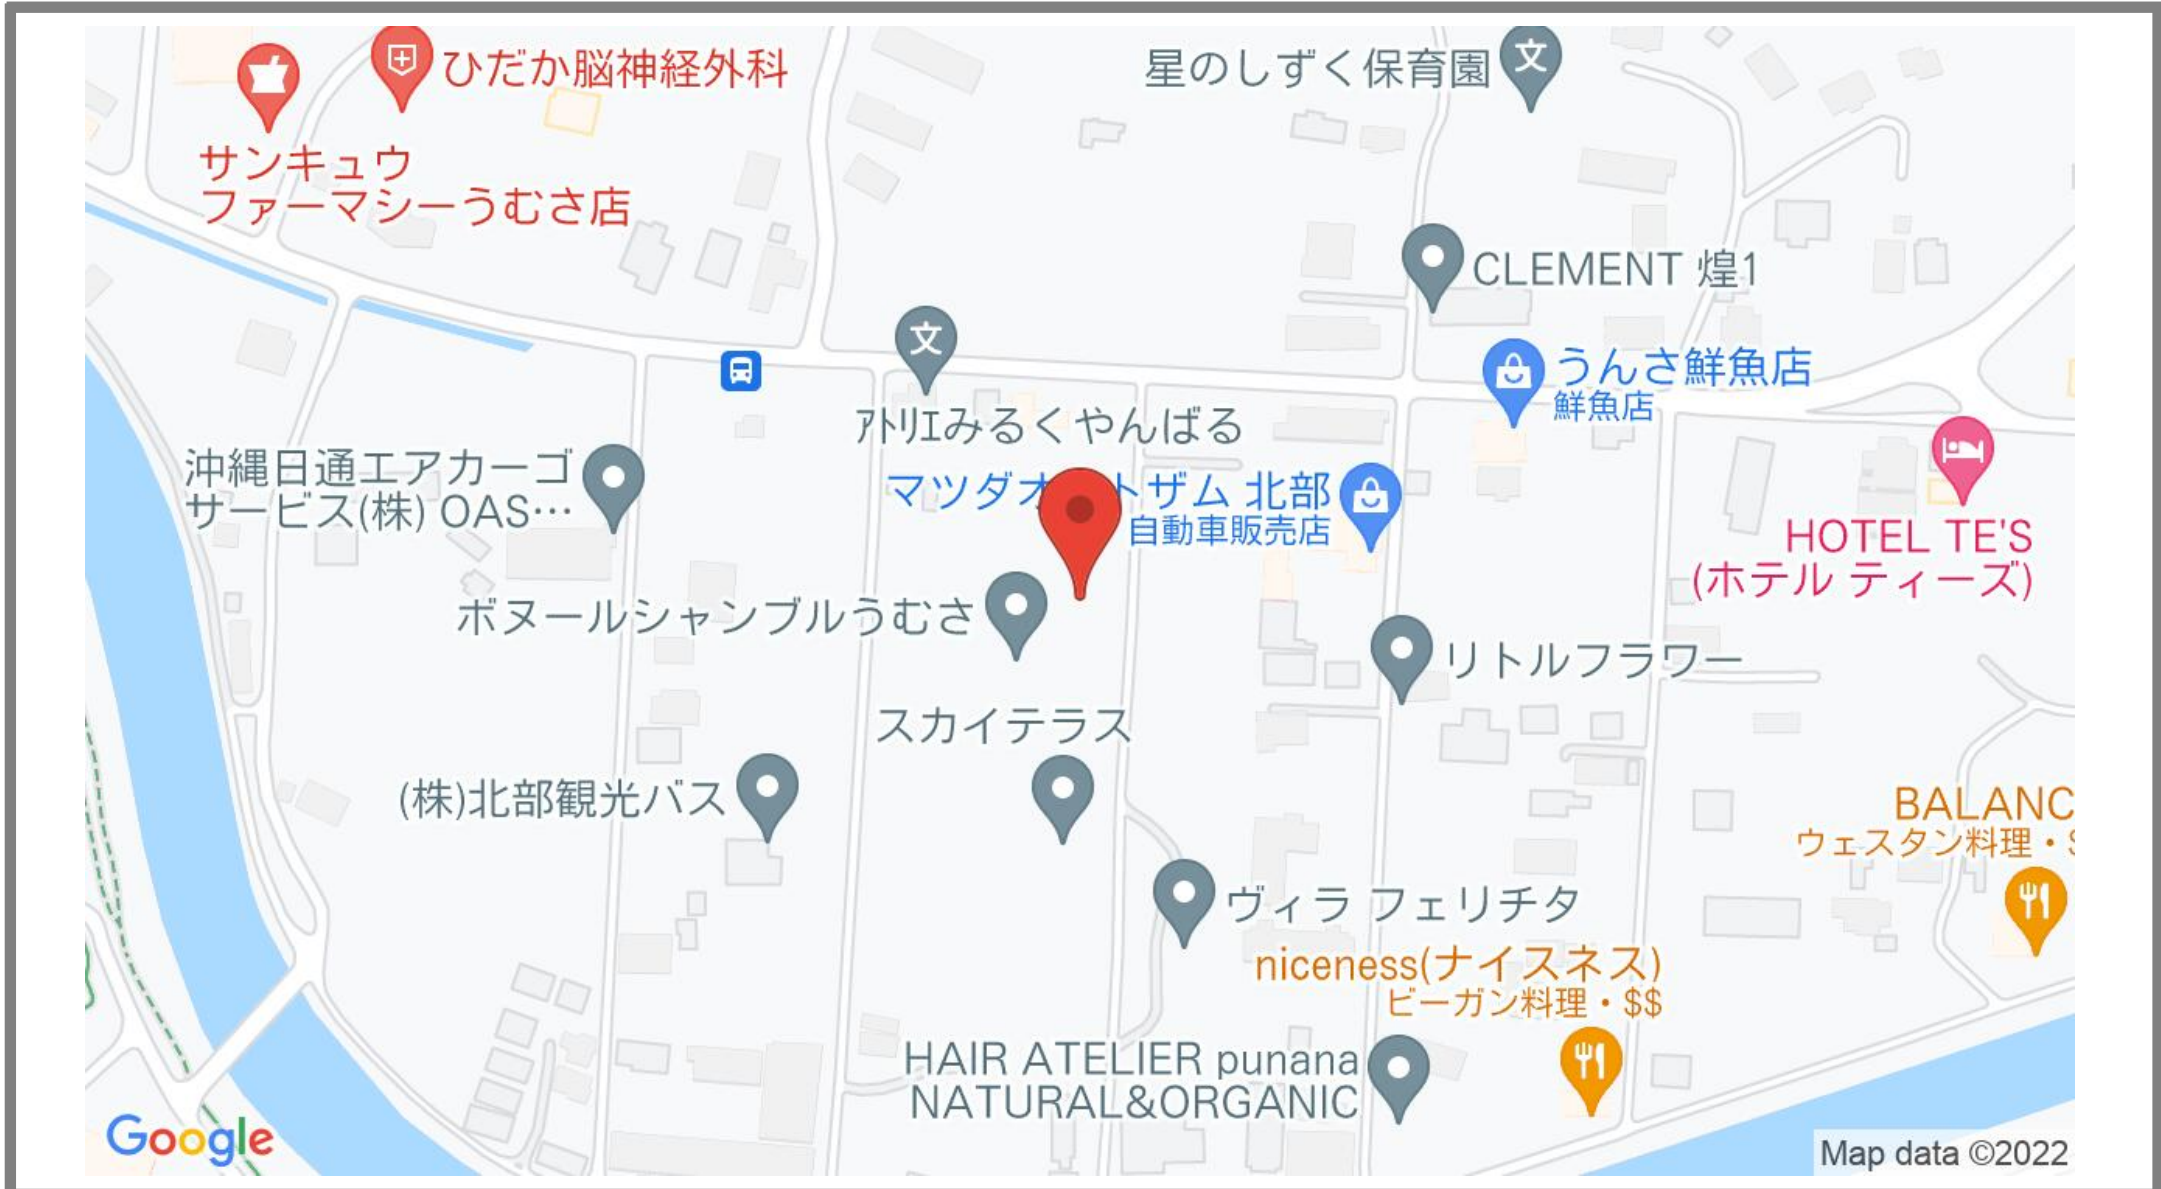 ひだか脳神経外科
星のしずく保育園
文
サンキュウ
ファーマシーうむさ店
CLEMENT 煌1
文
うんさ鮮魚店
鮮魚店
アトリエみるくやんばる
沖縄日通エアカーゴ
サービス(株) OAS…
マツダオ トザム 北部
自動車販売店
HOTEL TE'S
(ホテル ティーズ)
ボヌールシャンブルうむさ
リトルフラワー
スカイテラス
(株)北部観光バス
BALANC
ウェスタン料理・
ヴィラ フェリチタ
niceness(ナイスネス)
ビーガン料理・$$
HAIR ATELIER punana
NATURAL&ORGANIC
Google
Map data ©2022